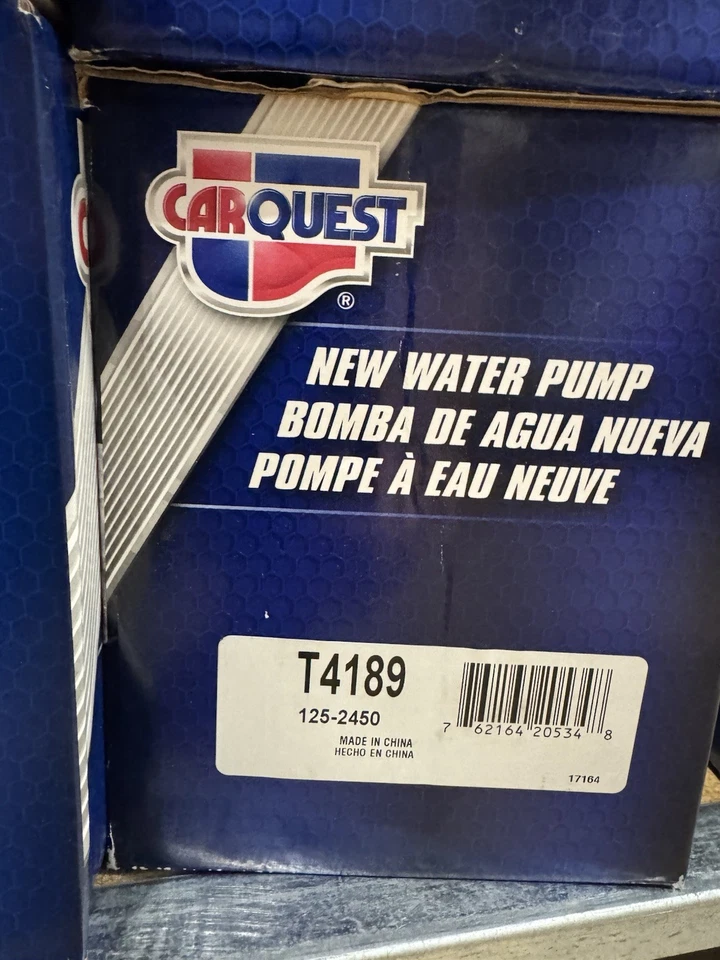 CARQUEST
®
NEW WATER PUMP
BOMBA DE AGUA NUEVA
POMPE À EAU NEUVE
T4189
125-2450
MADE IN CHINA
HECHO EN CHINA
7 62164 20534 8
17164